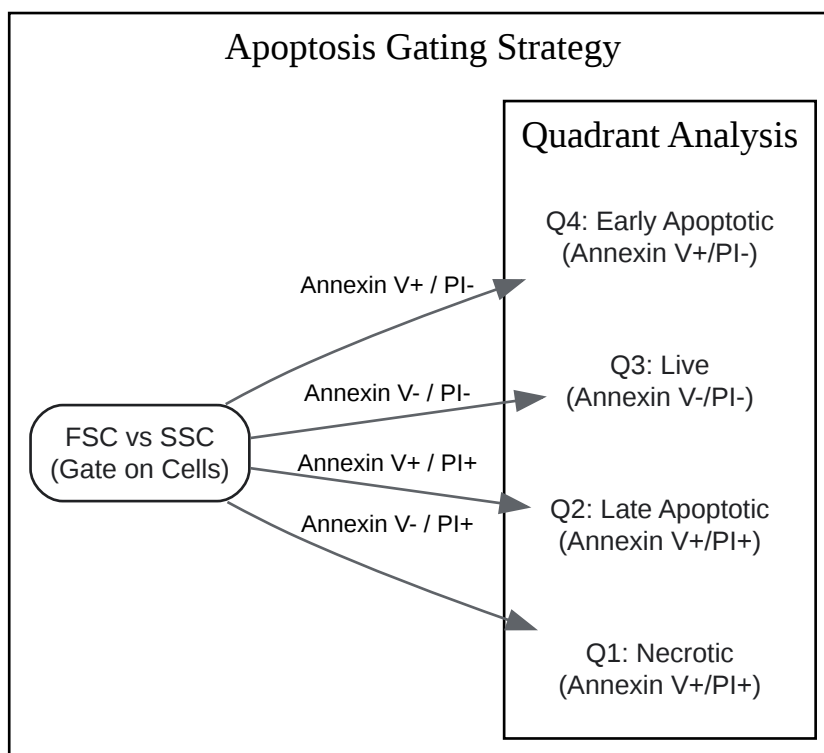 Apoptosis Gating Strategy
Quadrant Analysis
Q4: Early Apoptotic
(Annexin V+/PI-)
Annexin V+ / PI-
Q3: Live
(Annexin V-/PI-)
Annexin V- / PI-
FSC vs SSC
(Gate on Cells)
Annexin V+ / PI+
Q2: Late Apoptotic
(Annexin V+/PI+)
Annexin V- / PI+
Q1: Necrotic
(Annexin V+/PI+)